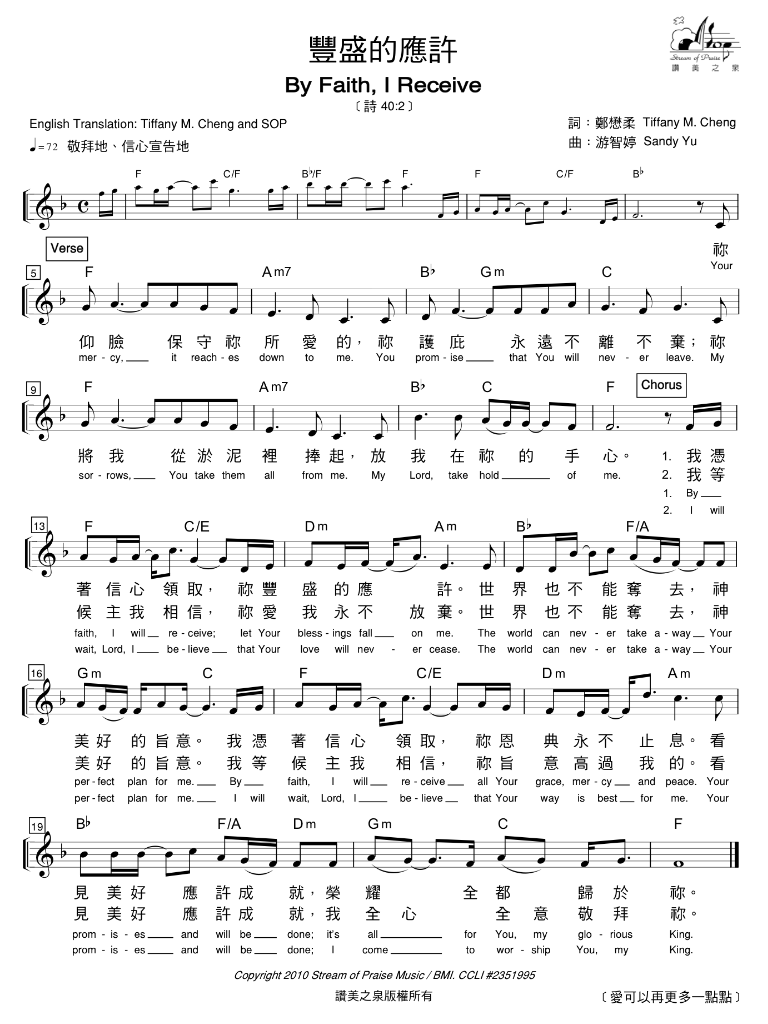 Stream of Praise
讚美之泉
豐盛的應許
By Faith, I Receive
〔詩 40:2〕
English Translation: Tiffany M. Cheng and SOP
詞：鄭懋柔 Tiffany M. Cheng
♩=72 敬拜地、信心宣告地
曲：游智婷 Sandy Yu
F C/F B♭/F F F C/F B♭
Verse
祢
Your
5 F Am7 B♭ Gm C
仰 臉 保 守 祢 所 愛 的，祢 護 庇 永 遠 不 離 不 棄；祢
mer-cy, it reach-es down to me. You prom-ise that You will nev-er leave. My
Chorus
9 F Am7 B♭ C F
將 我 從 淤 泥 裡 捧 起，放 我 在 祢 的 手 心。 1. 我 憑
2. 我 等
sor-rows, You take them all from me. My Lord, take hold of me. 1. By
2. I will
13 F C/E Dm Am B♭ F/A
著 信 心 領 取，祢 豐 盛 的 應 許。世 界 也 不 能 奪 去，神
候 主 我 相 信，祢 愛 我 永 不 放 棄。世 界 也 不 能 奪 去，神
faith, I will re-ceive; let Your bless-ings fall on me. The world can nev-er take a-way Your
wait, Lord, I be-lieve that Your love will nev-er cease. The world can nev-er take a-way Your
16 Gm C F C/E Dm Am
美 好 的 旨 意。我 憑 著 信 心 領 取，祢 恩 典 永 不 止 息。看
美 好 的 旨 意。我 等 候 主 我 相 信，祢 旨 意 高 過 我 的。看
per-fect plan for me. By faith, I will re-ceive all Your grace, mer-cy and peace. Your
per-fect plan for me. I will wait, Lord, I be-lieve that Your way is best for me. Your
19 B♭ F/A Dm Gm C F
見 美 好 應 許 成 就，榮 耀 全 都 歸 於 祢。
見 美 好 應 許 成 就，我 全 心 全 意 敬 拜 祢。
prom-is-es and will be done; it's all for You, my glo-rious King.
prom-is-es and will be done; I come to wor-ship You, my King.
Copyright 2010 Stream of Praise Music / BMI. CCLI #2351995
讚美之泉版權所有
〔愛可以再更多一點點〕